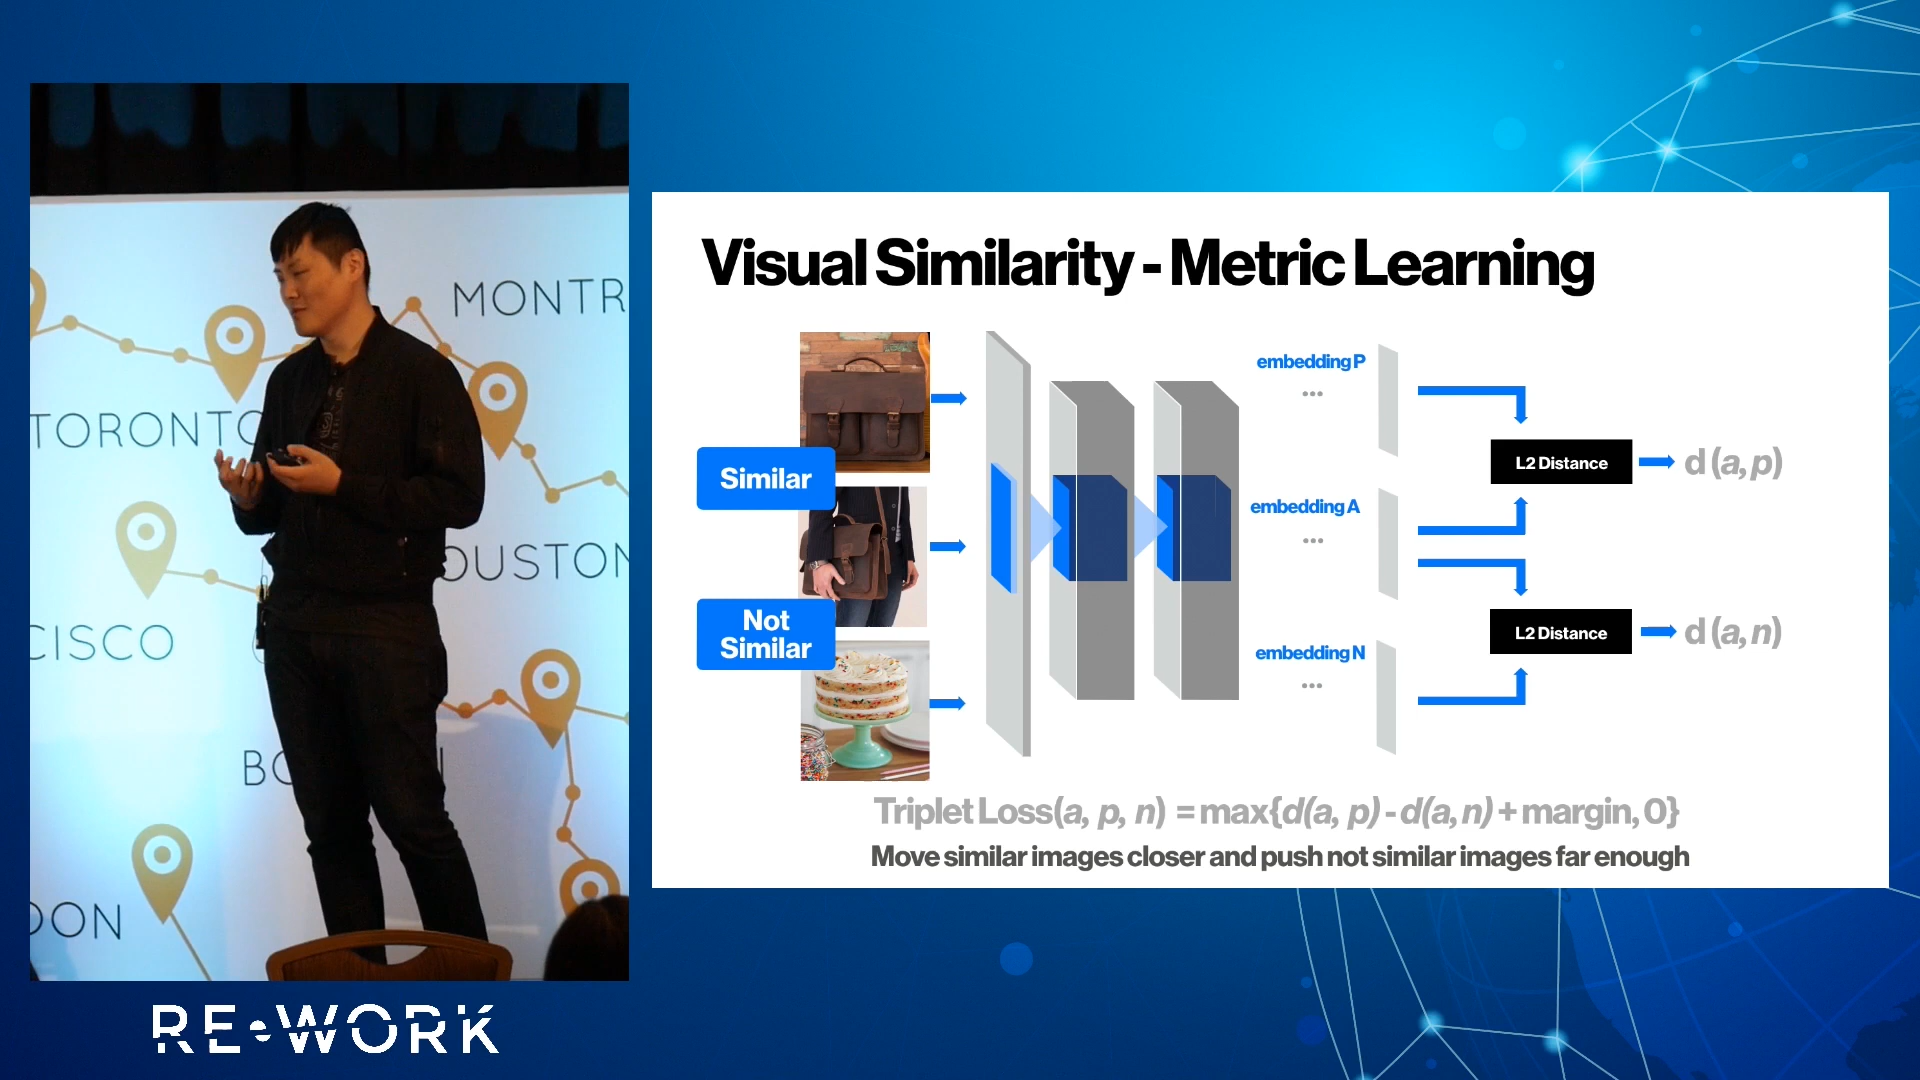 MONTR
TORONTO
OUSTON
CISCO
BO
DON
RE•WORK
Visual Similarity - Metric Learning
Similar
Not
Similar
embedding P
...
embedding A
...
embedding N
...
L2 Distance
d (a, p)
L2 Distance
d (a, n)
Triplet Loss(a, p, n) = max{d(a, p) - d(a, n) + margin, 0}
Move similar images closer and push not similar images far enough